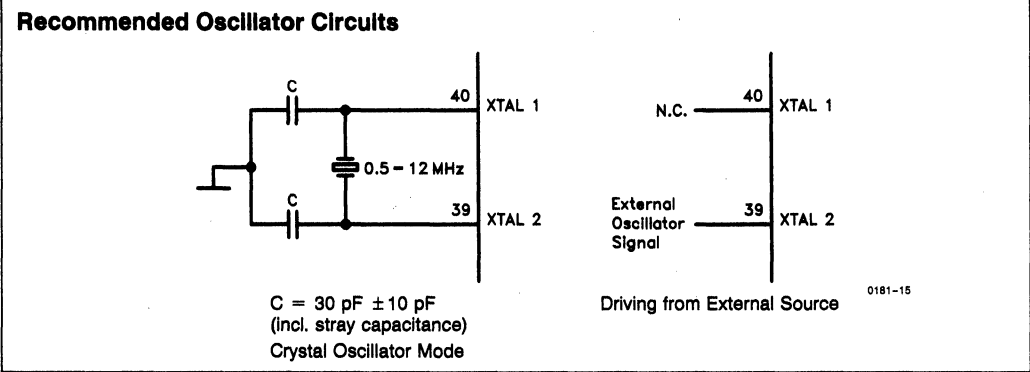 Recommended Oscillator Circuits
C
40
XTAL 1
0.5 – 12 MHz
C
39
XTAL 2
C = 30 pF ±10 pF
(incl. stray capacitance)
Crystal Oscillator Mode
N.C.
40
XTAL 1
External
Oscillator
Signal
39
XTAL 2
Driving from External Source
0181–15